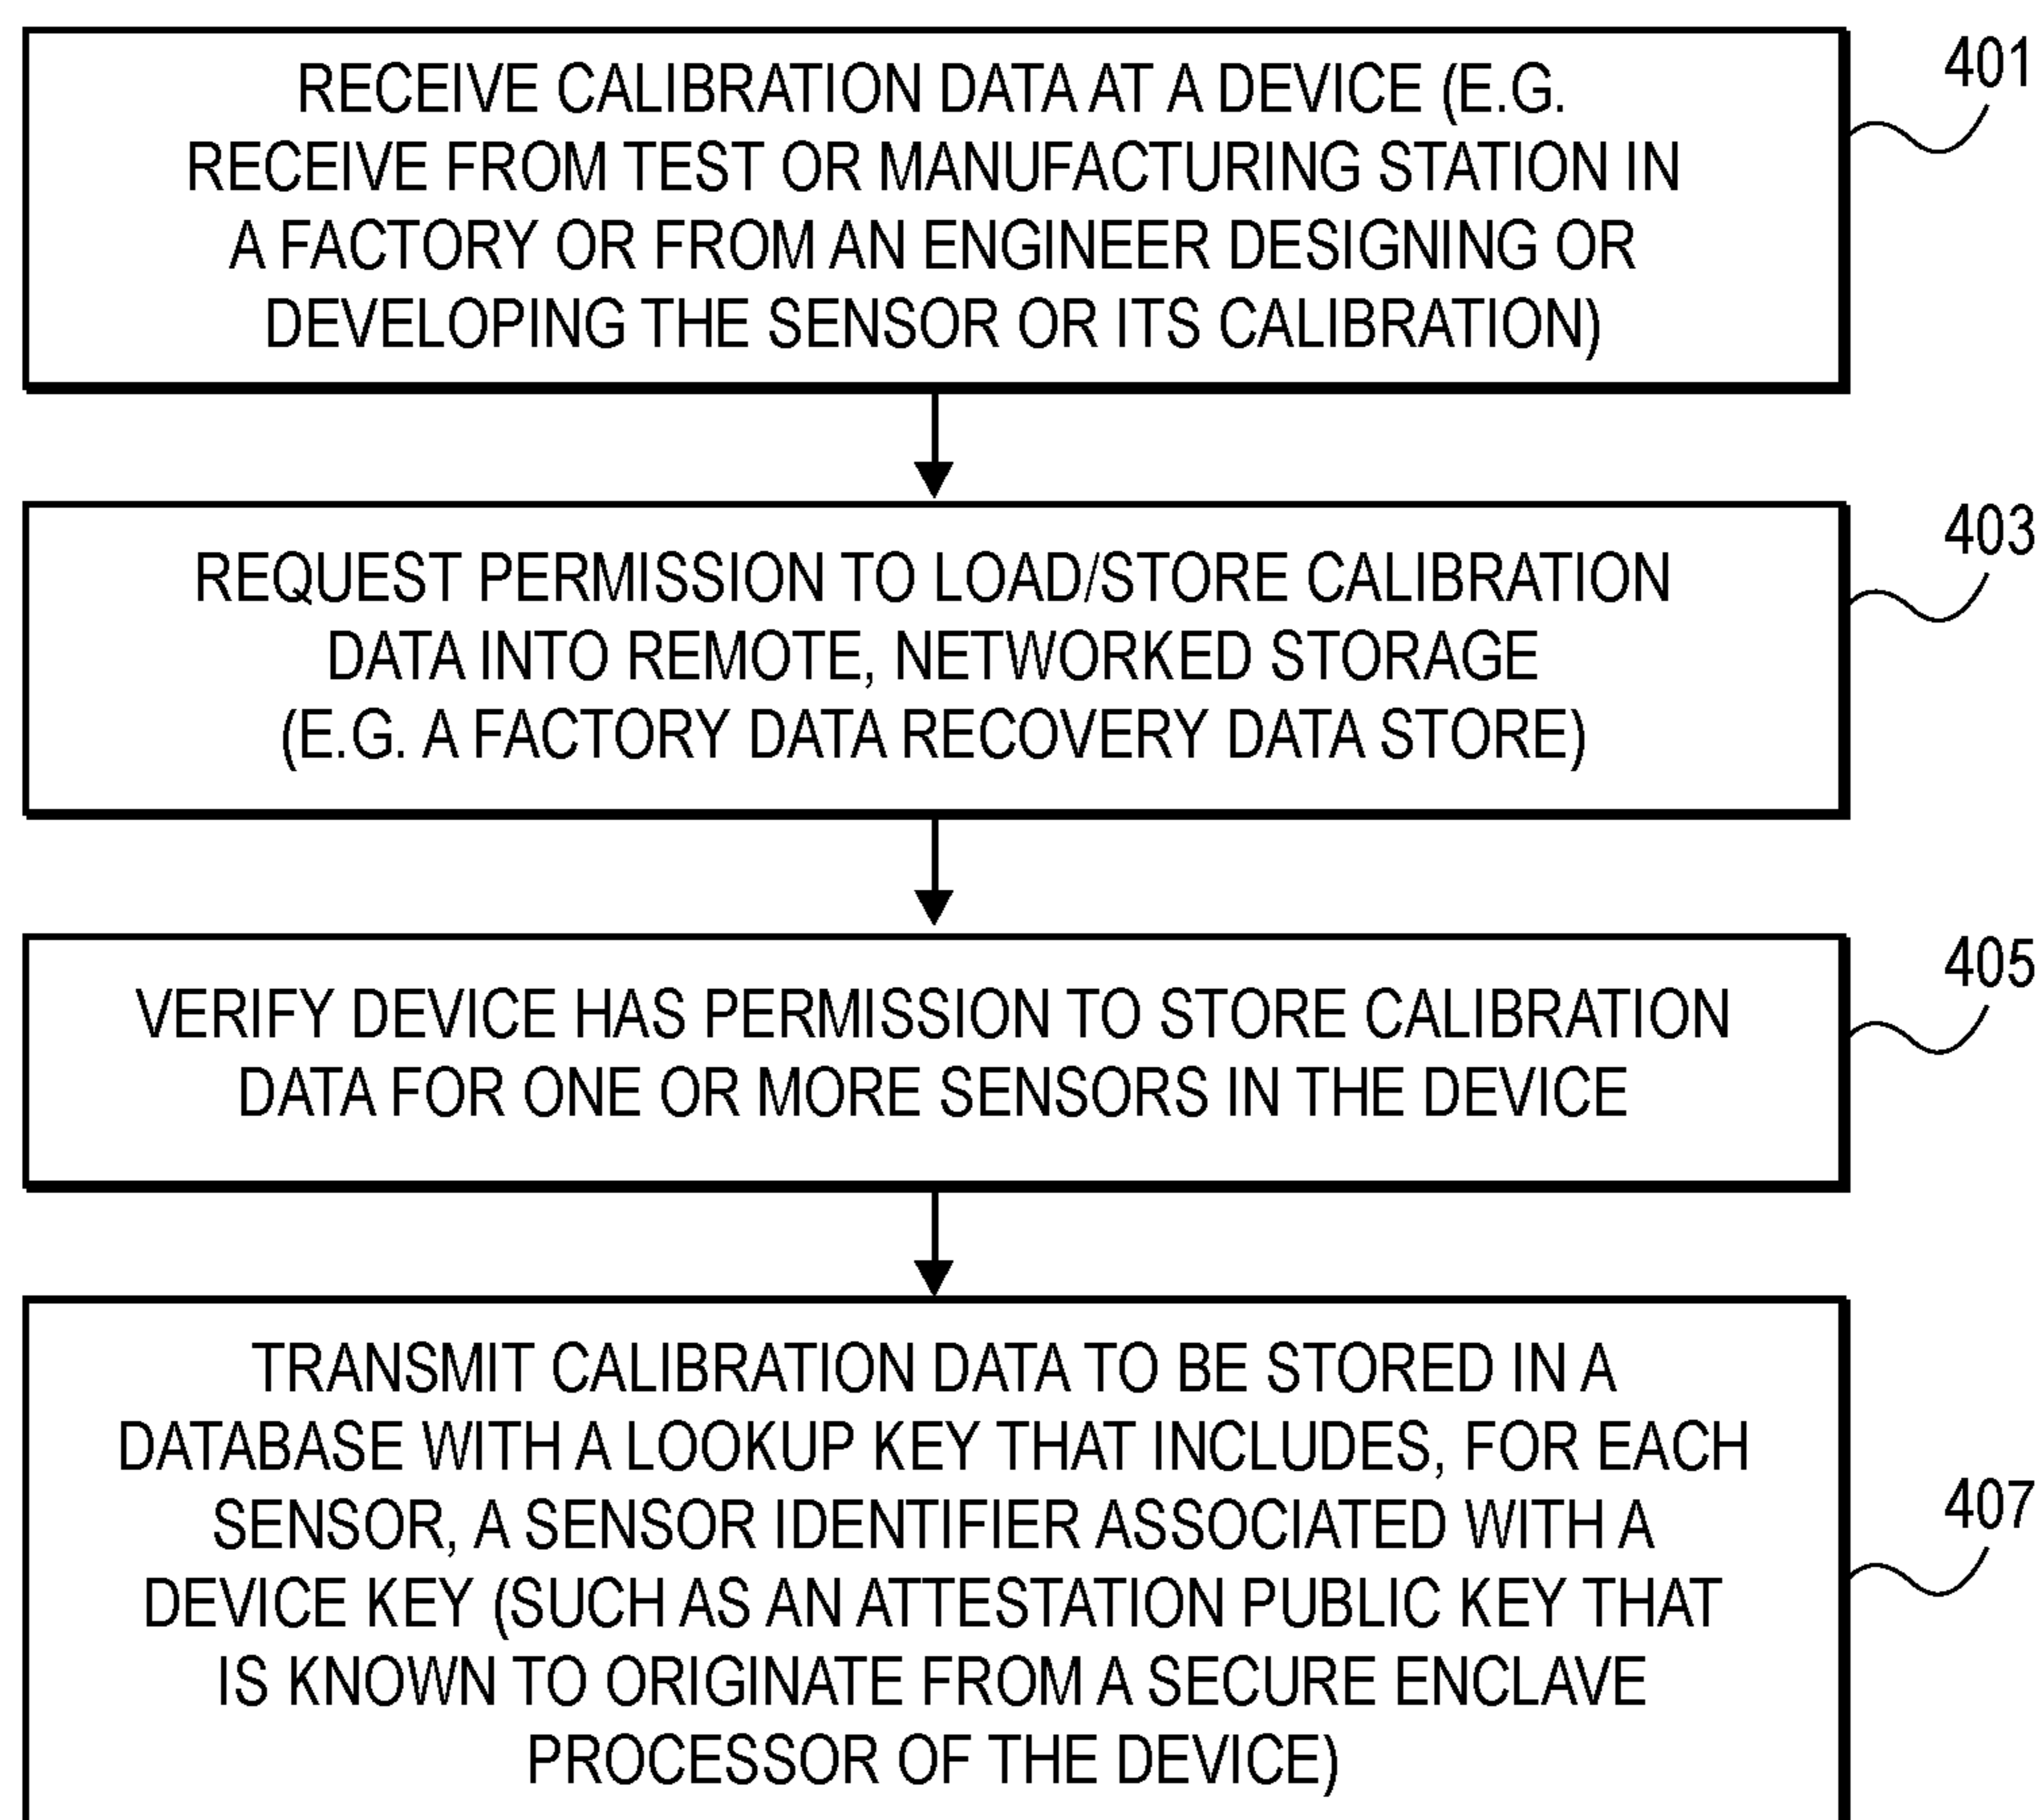 RECEIVE CALIBRATION DATA AT A DEVICE (E.G.
RECEIVE FROM TEST OR MANUFACTURING STATION IN
A FACTORY OR FROM AN ENGINEER DESIGNING OR
DEVELOPING THE SENSOR OR ITS CALIBRATION)
401
REQUEST PERMISSION TO LOAD/STORE CALIBRATION
DATA INTO REMOTE, NETWORKED STORAGE
(E.G. A FACTORY DATA RECOVERY DATA STORE)
403
VERIFY DEVICE HAS PERMISSION TO STORE CALIBRATION
DATA FOR ONE OR MORE SENSORS IN THE DEVICE
405
TRANSMIT CALIBRATION DATA TO BE STORED IN A
DATABASE WITH A LOOKUP KEY THAT INCLUDES, FOR EACH
SENSOR, A SENSOR IDENTIFIER ASSOCIATED WITH A
DEVICE KEY (SUCH AS AN ATTESTATION PUBLIC KEY THAT
IS KNOWN TO ORIGINATE FROM A SECURE ENCLAVE
PROCESSOR OF THE DEVICE)
407